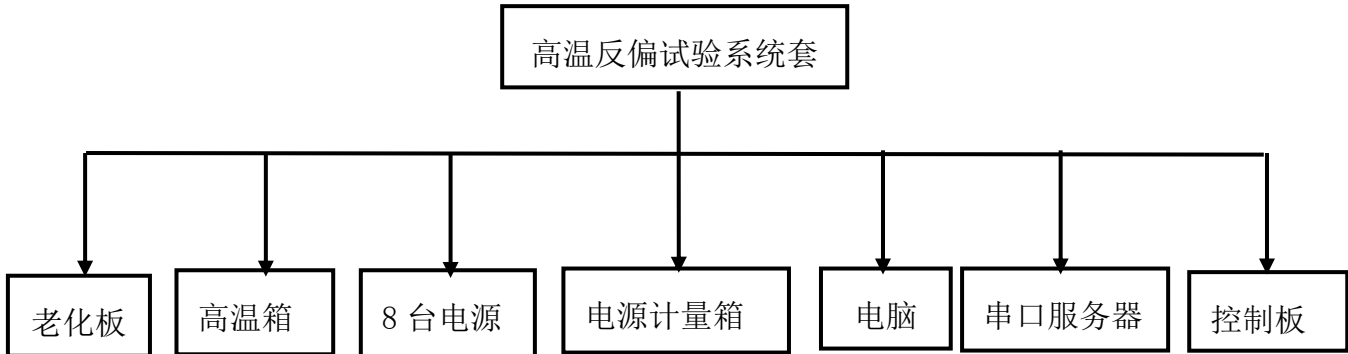 高温反偏试验系统套
老化板
高温箱
8台电源
电源计量箱
电脑
串口服务器
控制板